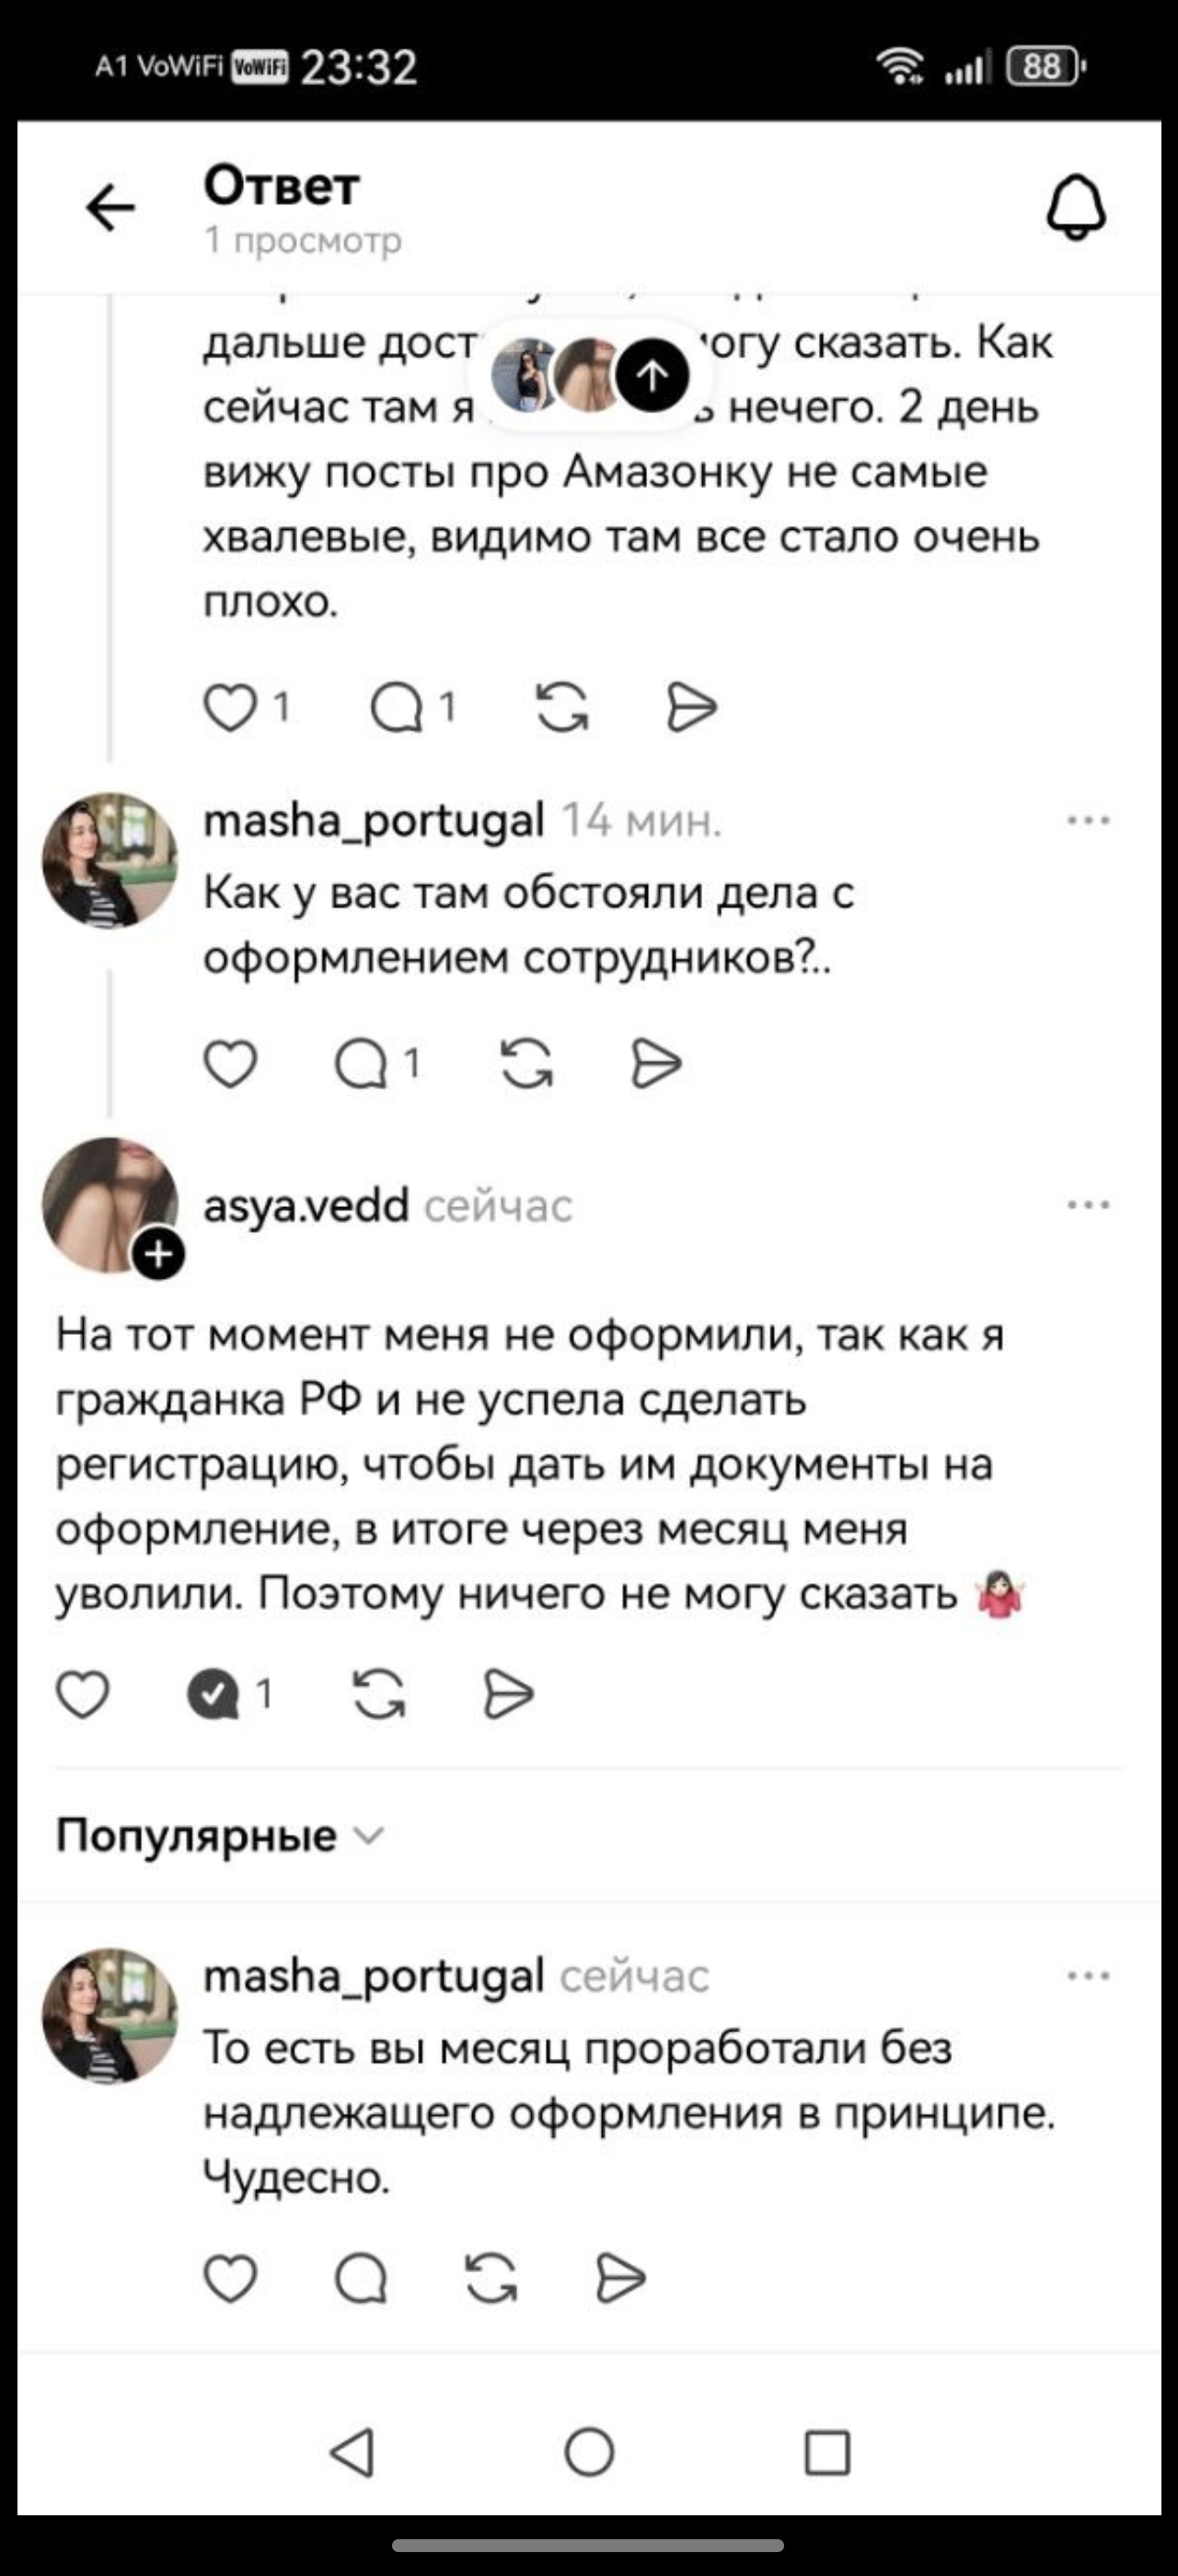 A1 VoWiFi VoWiFi 23:32 88
Ответ
1 просмотр
дальше сказать. Как
сейчас там я нечего. 2 день
вижу посты про Амазонку не самые
хвалевые, видимо там все стало очень
плохо.
1 1
masha_portugal 14 мин.
Как у вас там обстояли дела с
оформлением сотрудников?..
1
asya.vedd сейчас
На тот момент меня не оформили, так как я
гражданка РФ и не успела сделать
регистрацию, чтобы дать им документы на
оформление, в итоге через месяц меня
уволили. Поэтому ничего не могу сказать 🤷🏻‍♀️
1
Популярные
masha_portugal сейчас
То есть вы месяц проработали без
надлежащего оформления в принципе.
Чудесно.